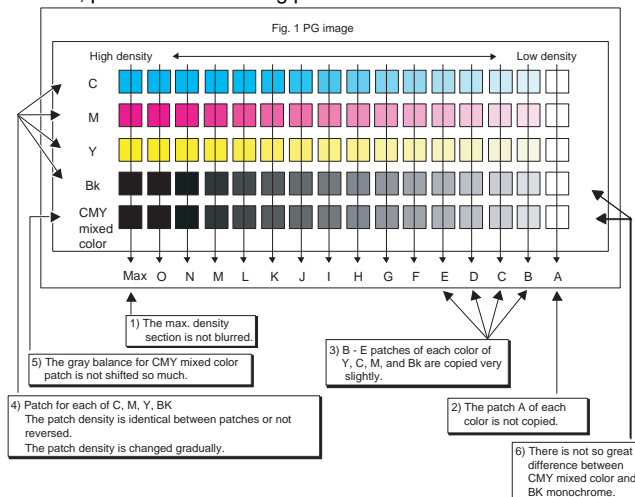 Fig. 1 PG image
High density
Low density
C
M
Y
Bk
CMY
mixed
color
Max O N M L K J I H G F E D C B A
1) The max. density
section is not blurred.
5) The gray balance for CMY mixed color
patch is not shifted so much.
3) B - E patches of each color of
Y, C, M, and Bk are copied very
slightly.
4) Patch for each of C, M, Y, BK
The patch density is identical between patches or not
reversed.
The patch density is changed gradually.
2) The patch A of each
color is not copied.
6) There is not so great
difference between
CMY mixed color and
BK monochrome.